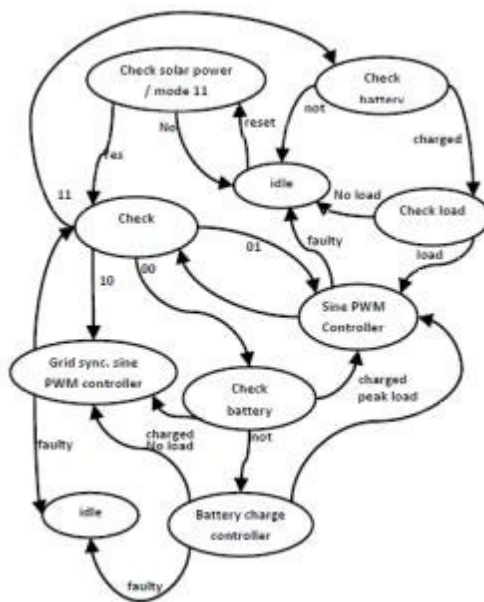 Check solar power
/ mode 11
Check
battery
not
No
reset
charged
Yes
idle
No load
Check load
11
Check
01
faulty
load
00
10
Sine PWM
Controller
Grid sync. sine
PWM controller
Check
battery
charged
peak load
faulty
charged
No load
not
idle
Battery charge
controller
faulty